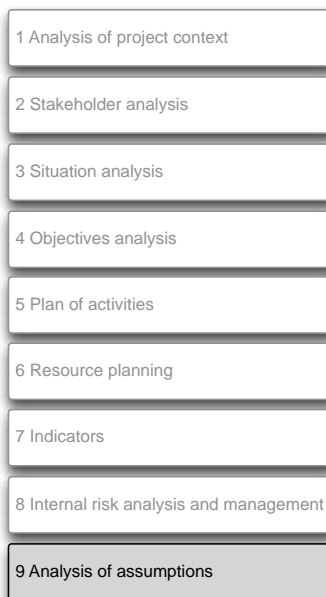 1 Analysis of project context
2 Stakeholder analysis
3 Situation analysis
4 Objectives analysis
5 Plan of activities
6 Resource planning
7 Indicators
8 Internal risk analysis and management
9 Analysis of assumptions